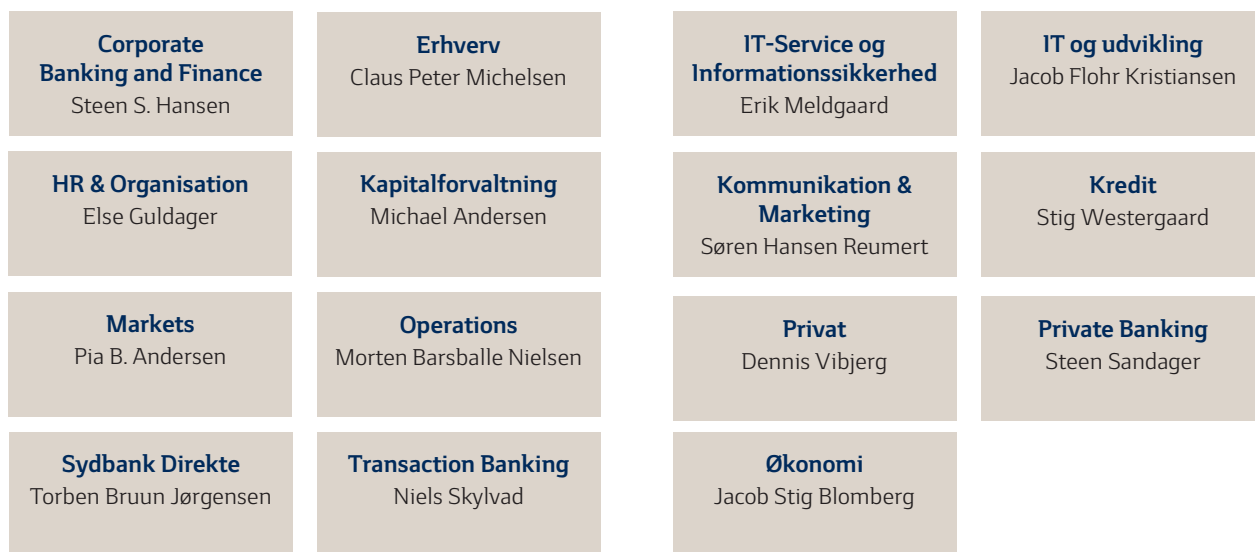 Corporate
Banking and Finance
Steen S. Hansen
Erhverv
Claus Peter Michelsen
IT-Service og
Informationssikkerhed
Erik Meldgaard
IT og udvikling
Jacob Flohr Kristiansen
HR & Organisation
Else Guldager
Kapitalforvaltning
Michael Andersen
Kommunikation &
Marketing
Søren Hansen Reumert
Kredit
Stig Westergaard
Markets
Pia B. Andersen
Operations
Morten Barsballe Nielsen
Privat
Dennis Vibjerg
Private Banking
Steen Sandager
Sydbank Direkte
Torben Bruun Jørgensen
Transaction Banking
Niels Skylvad
Økonomi
Jacob Stig Blomberg